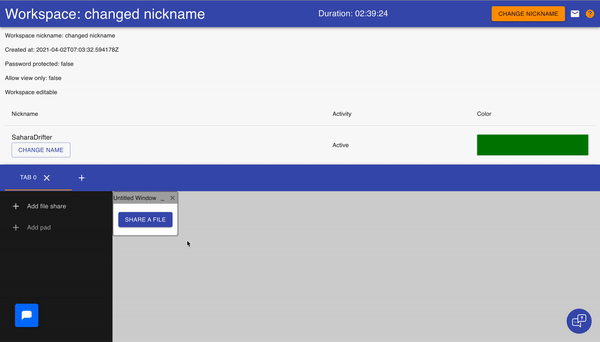 Workspace: changed nickname
Duration: 02:39:24
CHANGE NICKNAME
?
Workspace nickname: changed nickname
Created at: 2021-04-02T07:03:32.594178Z
Password protected: false
Allow view only: false
Workspace editable
Nickname Activity Color
SaharaDrifter
CHANGE NAME
Active
TAB 0
Add file share
Add pad
Untitled Window
SHARE A FILE